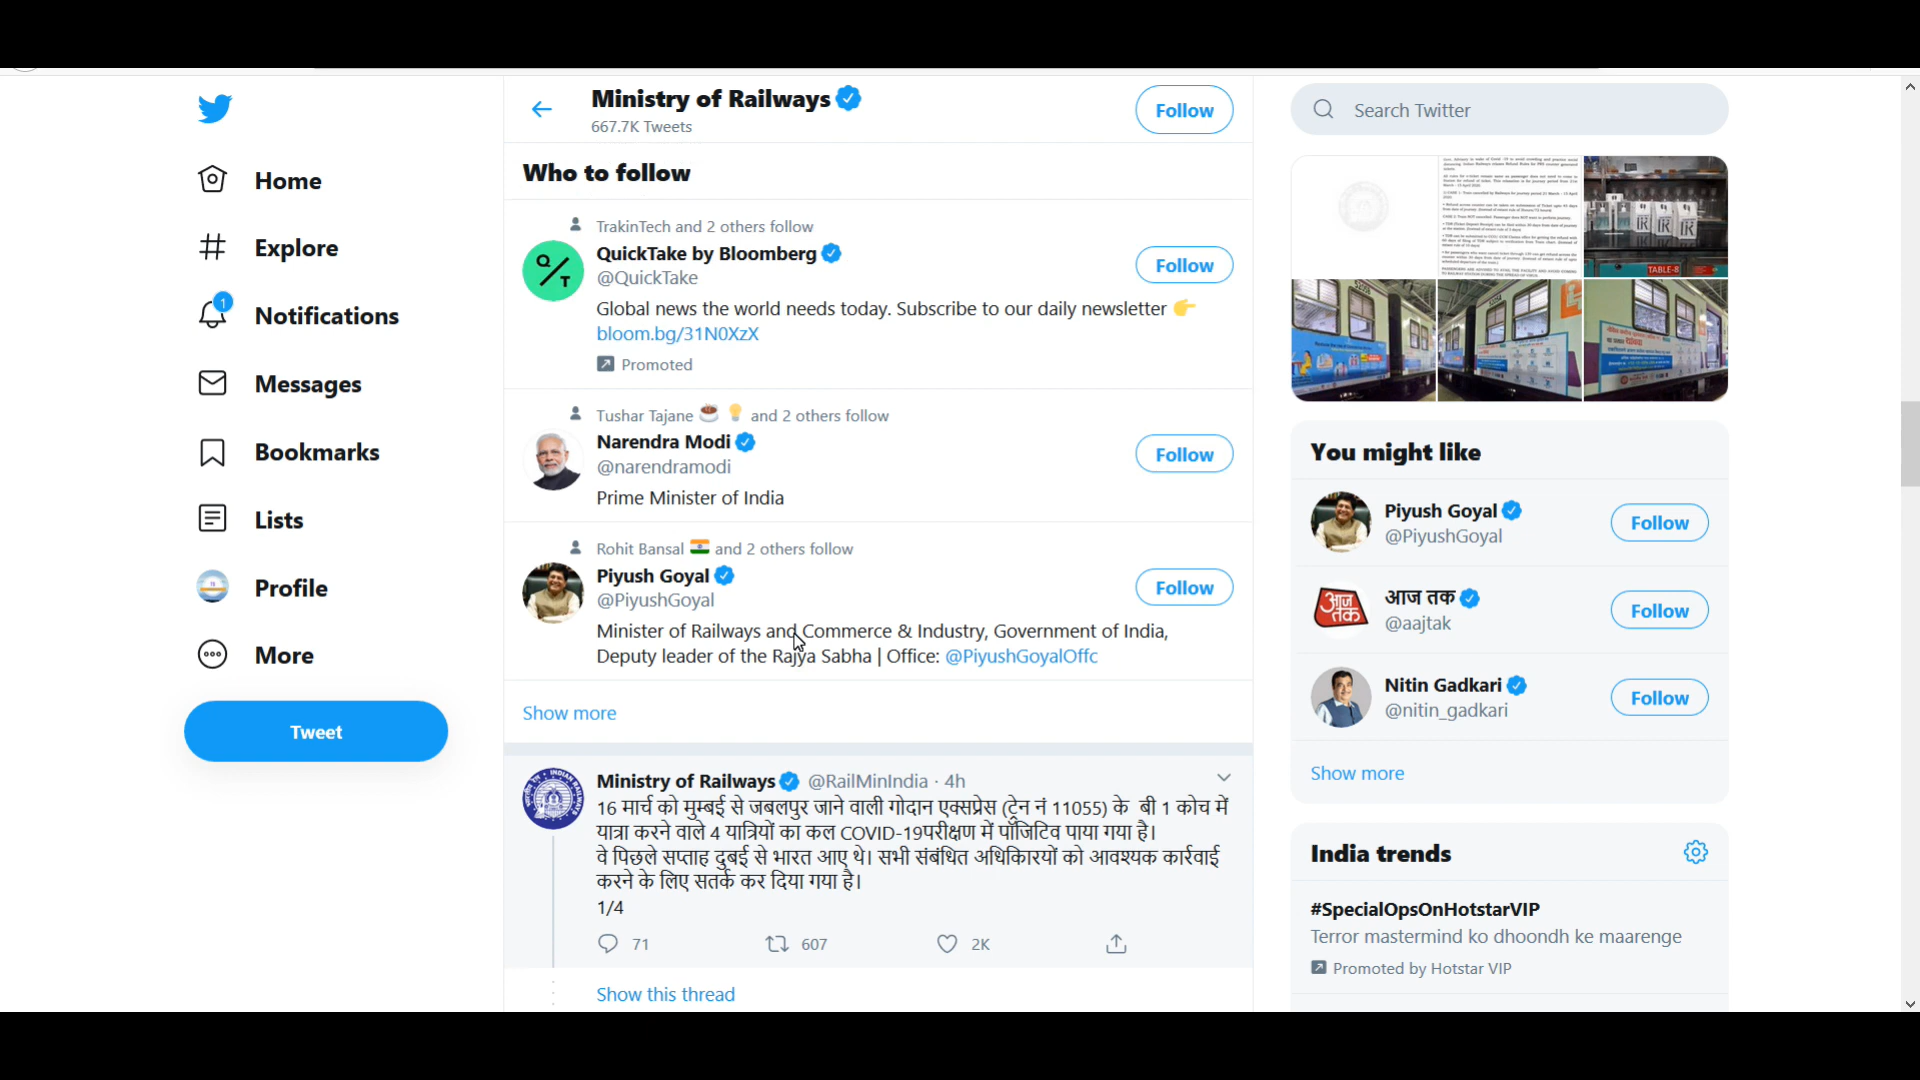 Ministry of Railways
667.7K Tweets
Follow
Search Twitter
Home
Explore
1
Notifications
Messages
Bookmarks
Lists
Profile
More
Tweet
Who to follow
TrakinTech and 2 others follow
QuickTake by Bloomberg
@QuickTake
Follow
Global news the world needs today. Subscribe to our daily newsletter 👉
bloom.bg/31N0XzX
Promoted
Tushar Tajane ☕ 💡 and 2 others follow
Narendra Modi
@narendramodi
Follow
Prime Minister of India
Rohit Bansal 🇮🇳 and 2 others follow
Piyush Goyal
@PiyushGoyal
Follow
Minister of Railways and Commerce & Industry, Government of India,
Deputy leader of the Rajya Sabha | Office: @PiyushGoyalOffc
Show more
Ministry of Railways @RailMinIndia · 4h
16 मार्च को मुम्बई से जबलपुर जाने वाली गोदान एक्सप्रेस (ट्रेन नं 11055) के बी 1 कोच में
यात्रा करने वाले 4 यात्रियों का कल COVID-19परीक्षण में पॉजिटिव पाया गया है।
वे पिछले सप्ताह दुबई से भारत आए थे। सभी संबंधित अधिकािरयों को आवश्यक कार्रवाई
करने के लिए सतर्क कर दिया गया है।
1/4
71
607
2K
Show this thread
TABLE-8
You might like
Piyush Goyal
@PiyushGoyal
Follow
आज तक
आज तक
@aajtak
Follow
Nitin Gadkari
@nitin_gadkari
Follow
Show more
India trends
#SpecialOpsOnHotstarVIP
Terror mastermind ko dhoondh ke maarenge
Promoted by Hotstar VIP